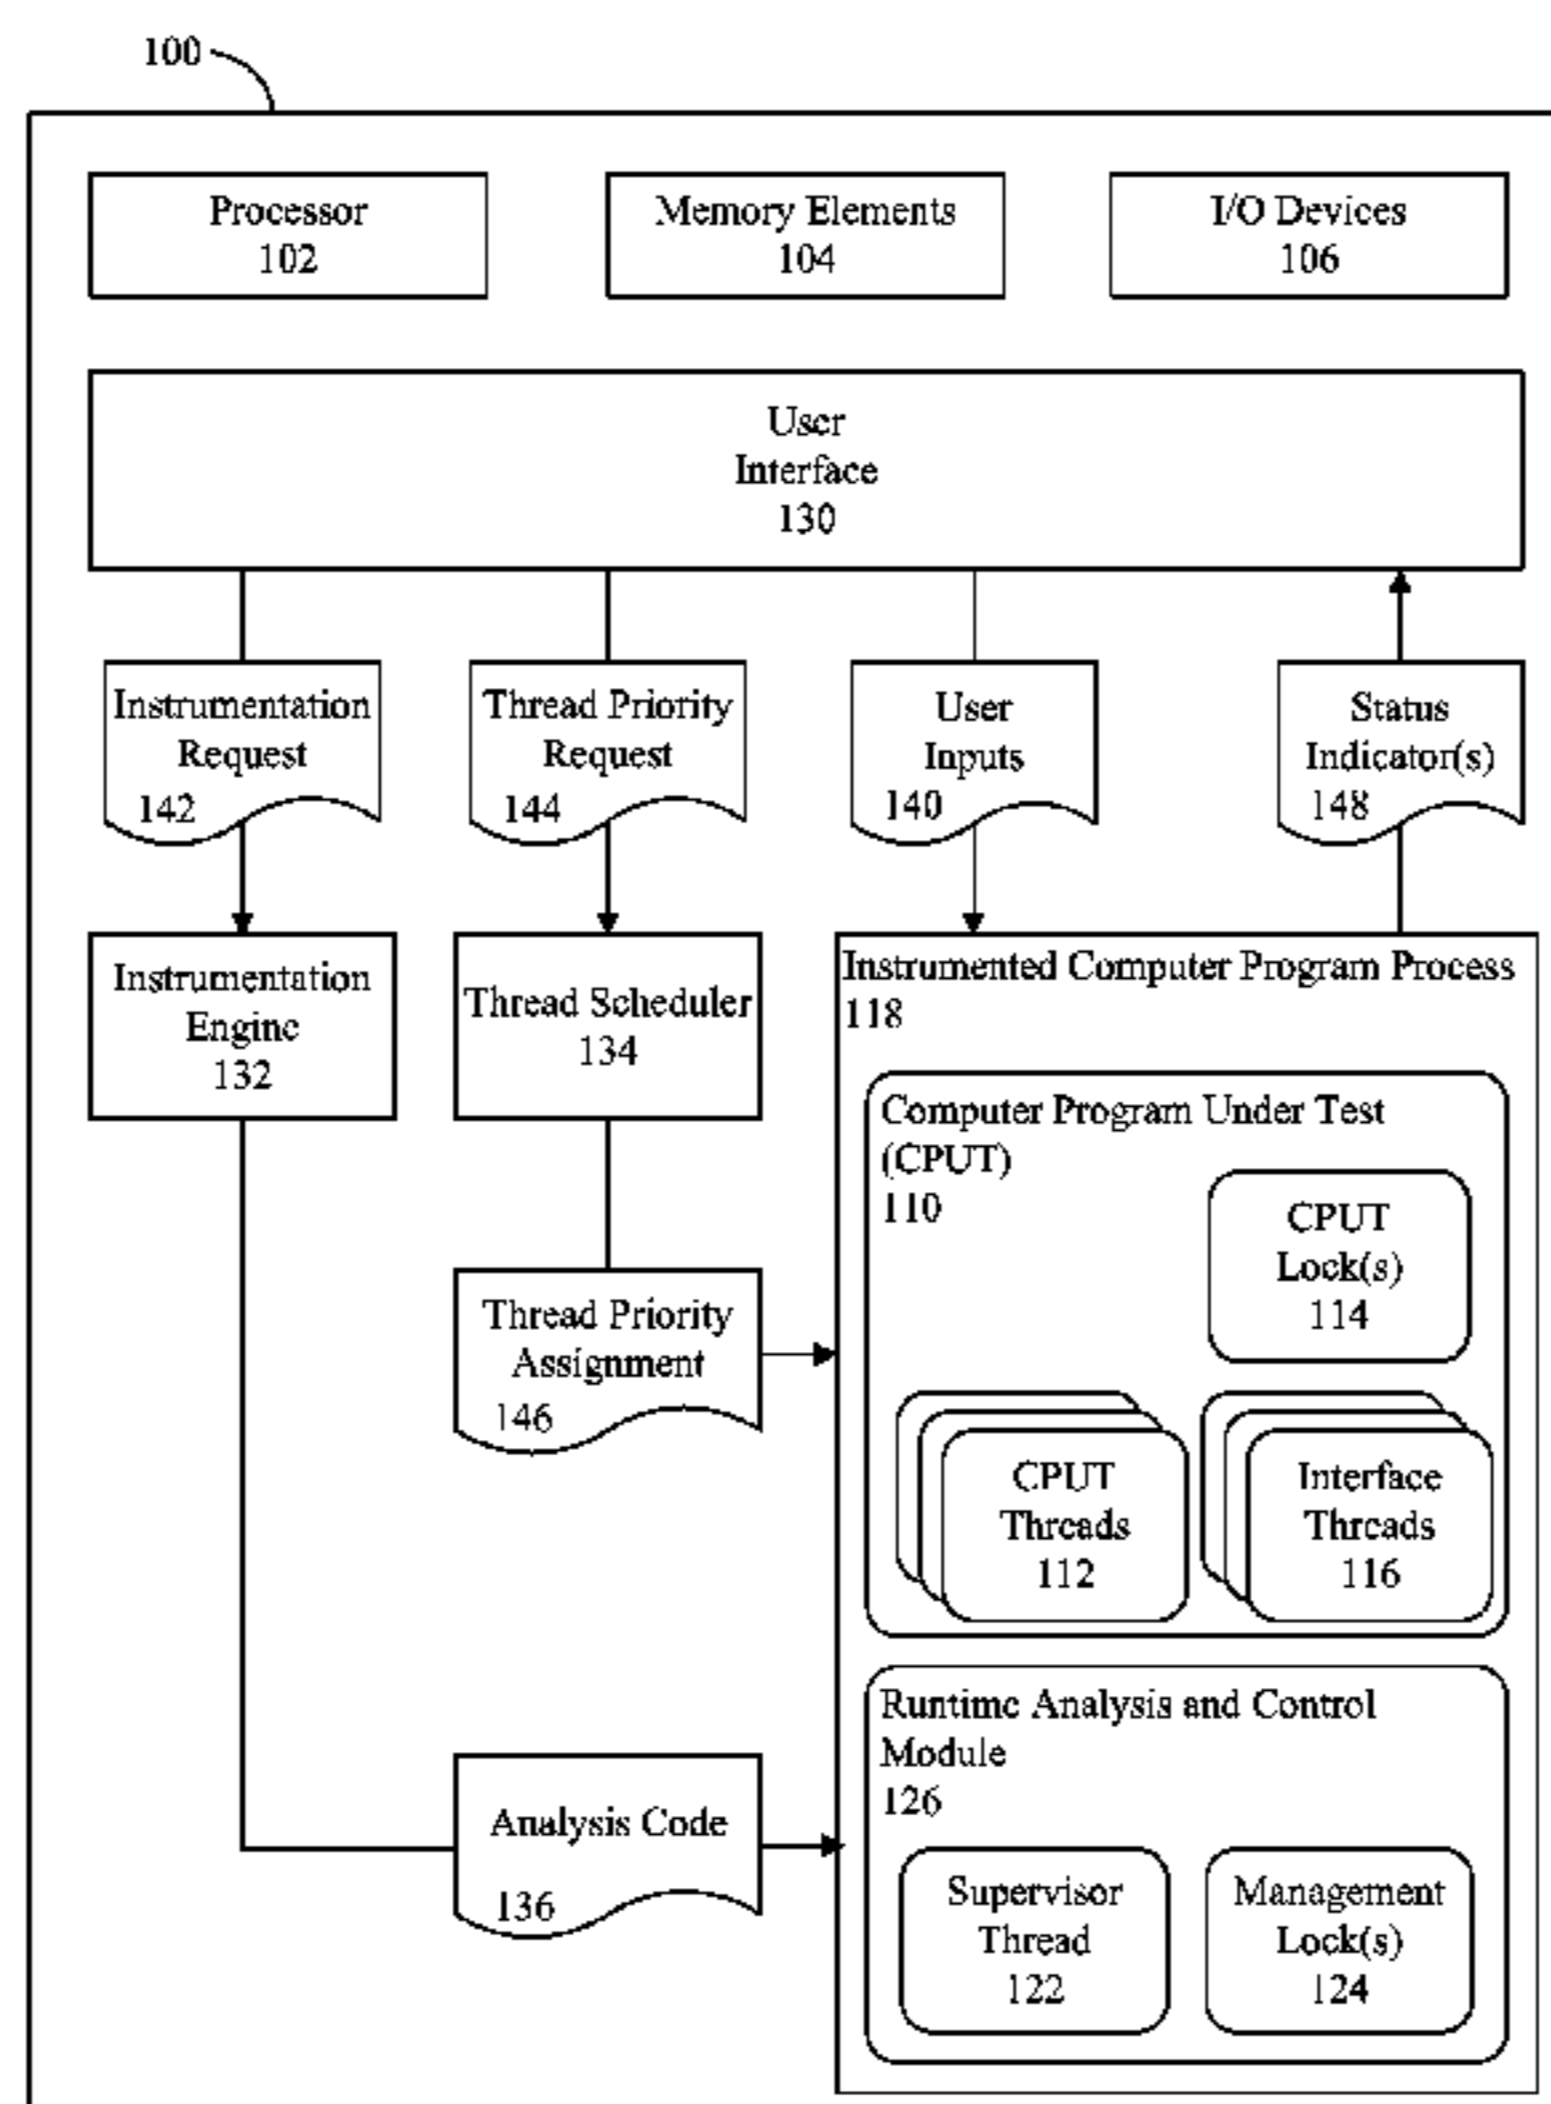 100
Processor
102
Memory Elements
104
I/O Devices
106
User
Interface
130
Instrumentation
Request
142
Thread Priority
Request
144
User
Inputs
140
Status
Indicator(s)
148
Instrumentation
Engine
132
Thread Scheduler
134
Instrumented Computer Program Process
118
Computer Program Under Test
(CPUT)
110
CPUT
Lock(s)
114
Thread Priority
Assignment
146
CPUT
Threads
112
Interface
Threads
116
Runtime Analysis and Control
Module
126
Analysis Code
136
Supervisor
Thread
122
Management
Lock(s)
124